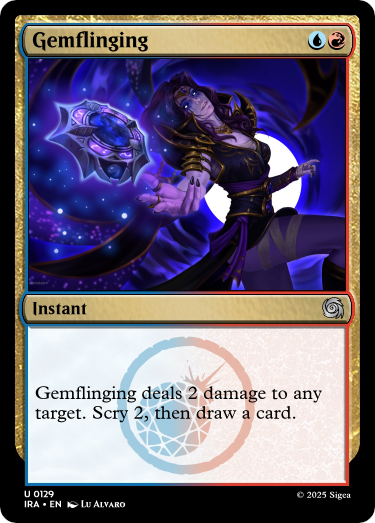 Gemflinging
Instant
Gemflinging deals 2 damage to any
target. Scry 2, then draw a card.
U 0129
IRA • EN Lu Alvaro
© 2025 Sigea